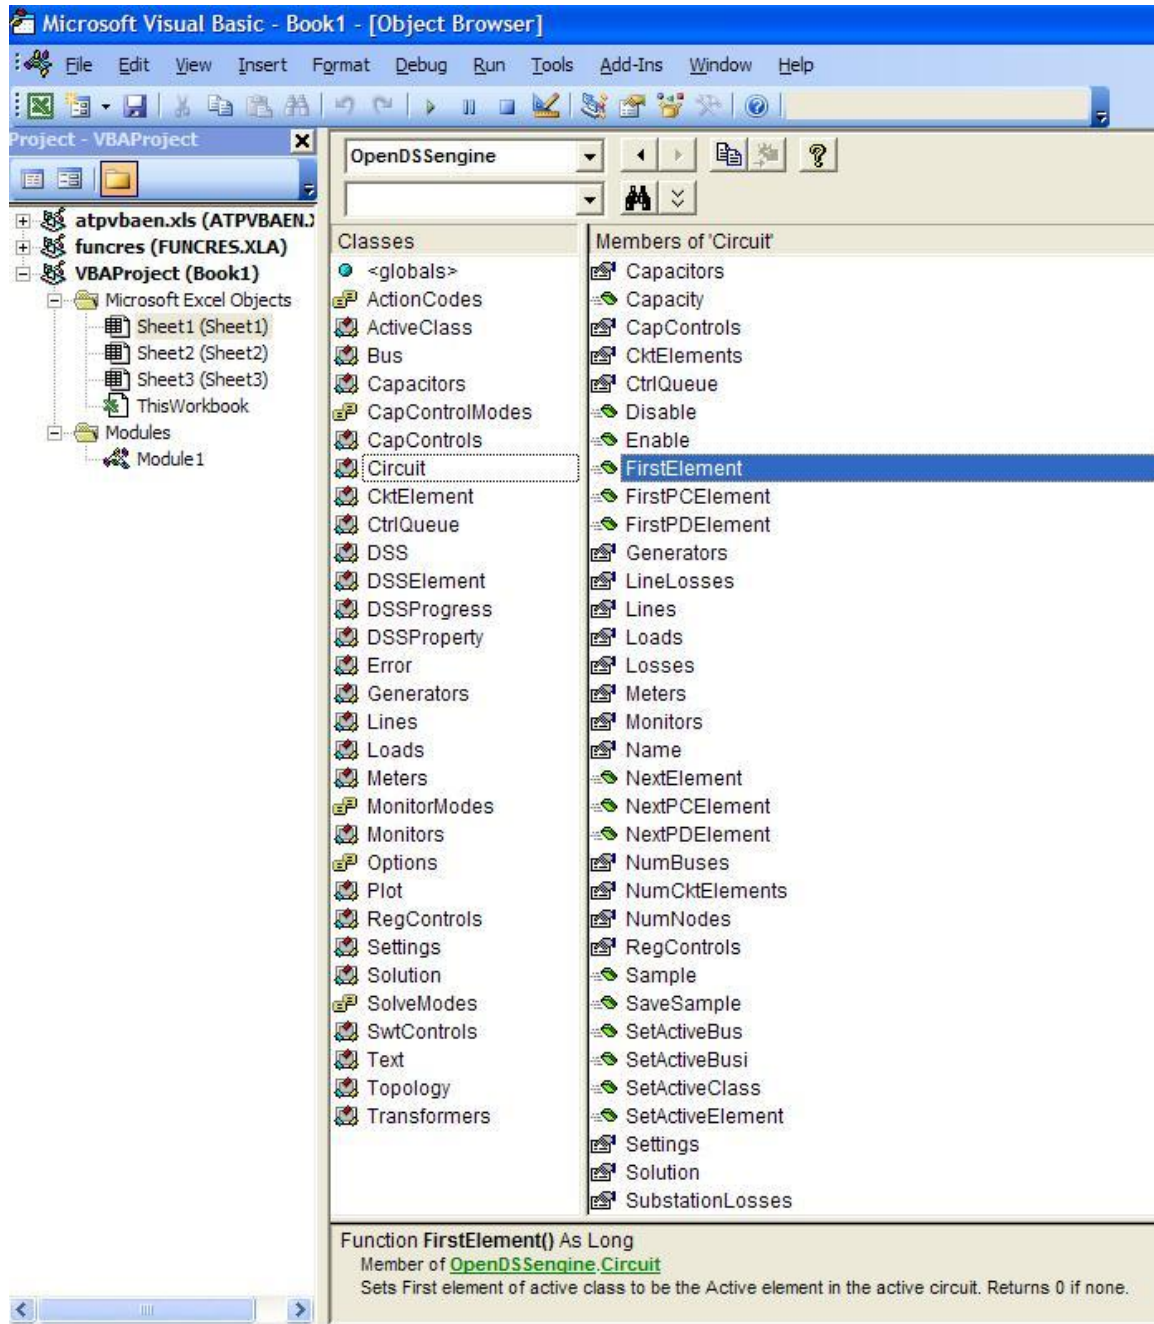 Microsoft Visual Basic - Book1 - [Object Browser]
File Edit View Insert Format Debug Run Tools Add-Ins Window Help
Project - VBAProject
atpvbaen.xls (ATPVBAEN.X
funcres (FUNCRES.XLA)
VBAProject (Book1)
Microsoft Excel Objects
Sheet1 (Sheet1)
Sheet2 (Sheet2)
Sheet3 (Sheet3)
ThisWorkbook
Modules
Module1
OpenDSSengine
Classes
<globals>
ActionCodes
ActiveClass
Bus
Capacitors
CapControlModes
CapControls
Circuit
CktElement
CtrlQueue
DSS
DSSElement
DSSProgress
DSSProperty
Error
Generators
Lines
Loads
Meters
MonitorModes
Monitors
Options
Plot
RegControls
Settings
Solution
SolveModes
SwtControls
Text
Topology
Transformers
Members of 'Circuit'
Capacitors
Capacity
CapControls
CktElements
CtrlQueue
Disable
Enable
FirstElement
FirstPCElement
FirstPDElement
Generators
LineLosses
Lines
Loads
Losses
Meters
Monitors
Name
NextElement
NextPCElement
NextPDElement
NumBuses
NumCktElements
NumNodes
RegControls
Sample
SaveSample
SetActiveBus
SetActiveBusi
SetActiveClass
SetActiveElement
Settings
Solution
SubstationLosses
Function FirstElement() As Long
Member of OpenDSSengine.Circuit
Sets First element of active class to be the Active element in the active circuit. Returns 0 if none.